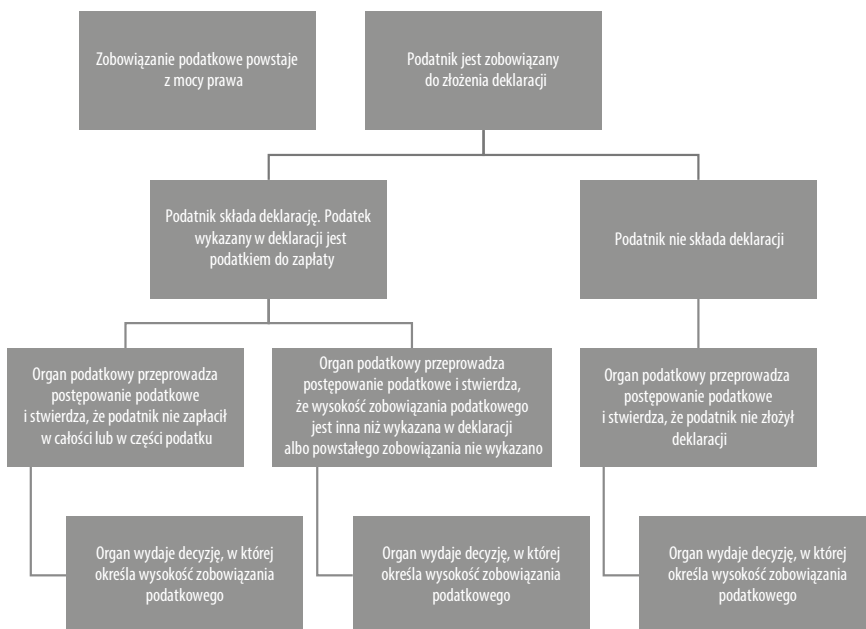 Zobowiązanie podatkowe powstaje
z mocy prawa
Podatnik jest zobowiązany
do złożenia deklaracji
Podatnik składa deklarację. Podatek
wykazany w deklaracji jest
podatkiem do zapłaty
Podatnik nie składa deklaracji
Organ podatkowy przeprowadza
postępowanie podatkowe
i stwierdza, że podatnik nie zapłacił
w całości lub w części podatku
Organ podatkowy przeprowadza
postępowanie podatkowe i stwierdza,
że wysokość zobowiązania podatkowego
jest inna niż wykazana w deklaracji
albo powstałego zobowiązania nie wykazano
Organ podatkowy przeprowadza
postępowanie podatkowe
i stwierdza, że podatnik nie złożył
deklaracji
Organ wydaje decyzję, w której
określa wysokość zobowiązania
podatkowego
Organ wydaje decyzję, w której
określa wysokość zobowiązania
podatkowego
Organ wydaje decyzję, w której
określa wysokość zobowiązania
podatkowego